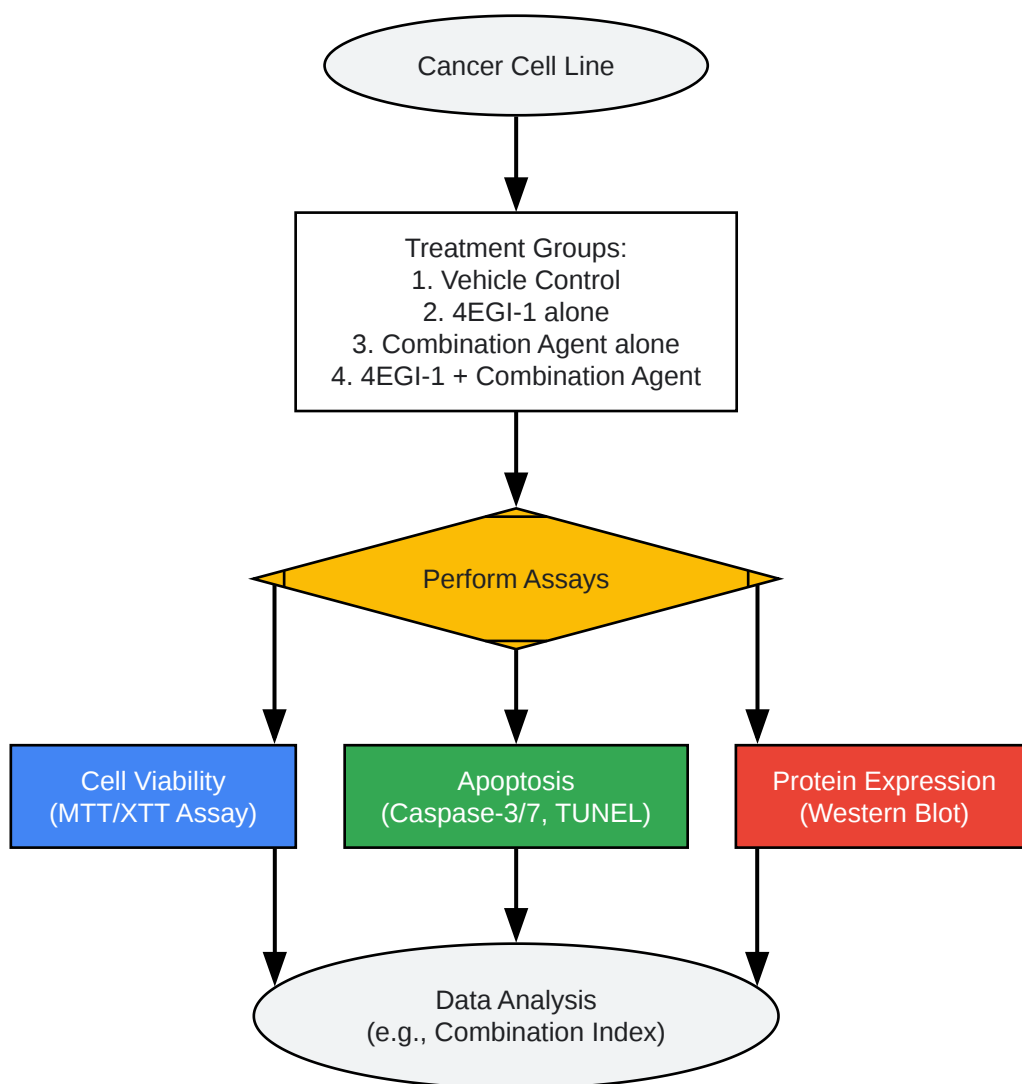 Cancer Cell Line
Treatment Groups:
1. Vehicle Control
2. 4EGI-1 alone
3. Combination Agent alone
4. 4EGI-1 + Combination Agent
Perform Assays
Cell Viability
(MTT/XTT Assay)
Apoptosis
(Caspase-3/7, TUNEL)
Protein Expression
(Western Blot)
Data Analysis
(e.g., Combination Index)